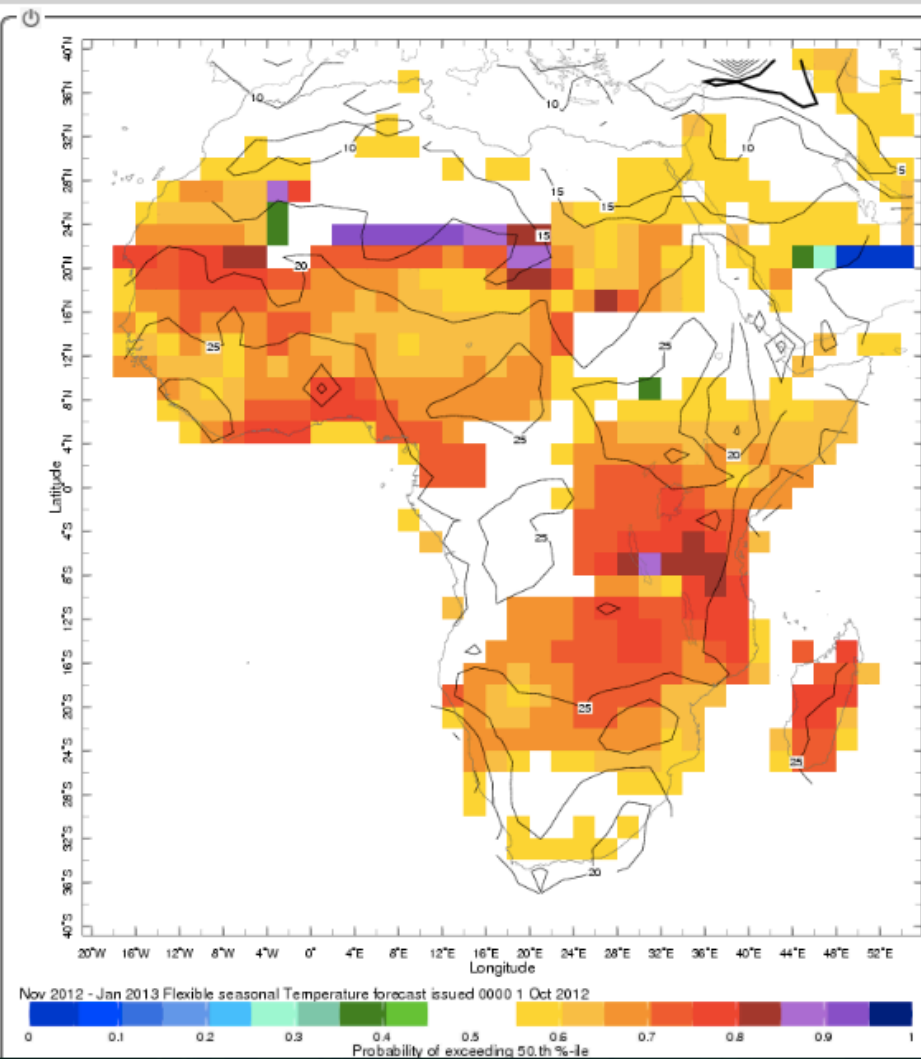 40°N
36°N
10
10
32°N
10
10
5
28°N
15
15
24°N
15
20°N
20
16°N
12°N
25
25
8°N
25
4°N
20
Latitude
0°
4°S
25
8°S
12°S
16°S
20°S
25
24°S
25
28°S
32°S
20
36°S
40°S
20°W 16°W 12°W 8°W 4°W 0° 4°E 8°E 12°E 16°E 20°E 24°E 28°E 32°E 36°E 40°E 44°E 48°E 52°E
Longitude
Nov 2012 - Jan 2013 Flexible seasonal Temperature forecast issued 0000 1 Oct 2012
0 0.1 0.2 0.3 0.4 0.5 0.6 0.7 0.8 0.9 1
Probability of exceeding 50.th %-ile